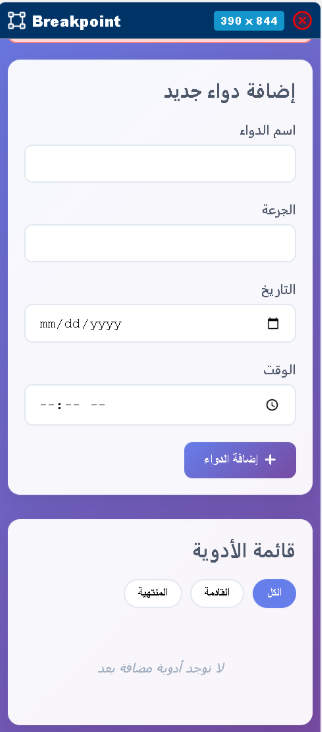 Breakpoint
390 x 844
إضافة دواء جديد
اسم الدواء
الجرعة
التاريخ
mm/dd/yyyy
الوقت
--:-- --
+ إضافة الدواء
قائمة الأدوية
الكل القادمة المنتهية
لا توجد أدوية مضافة بعد